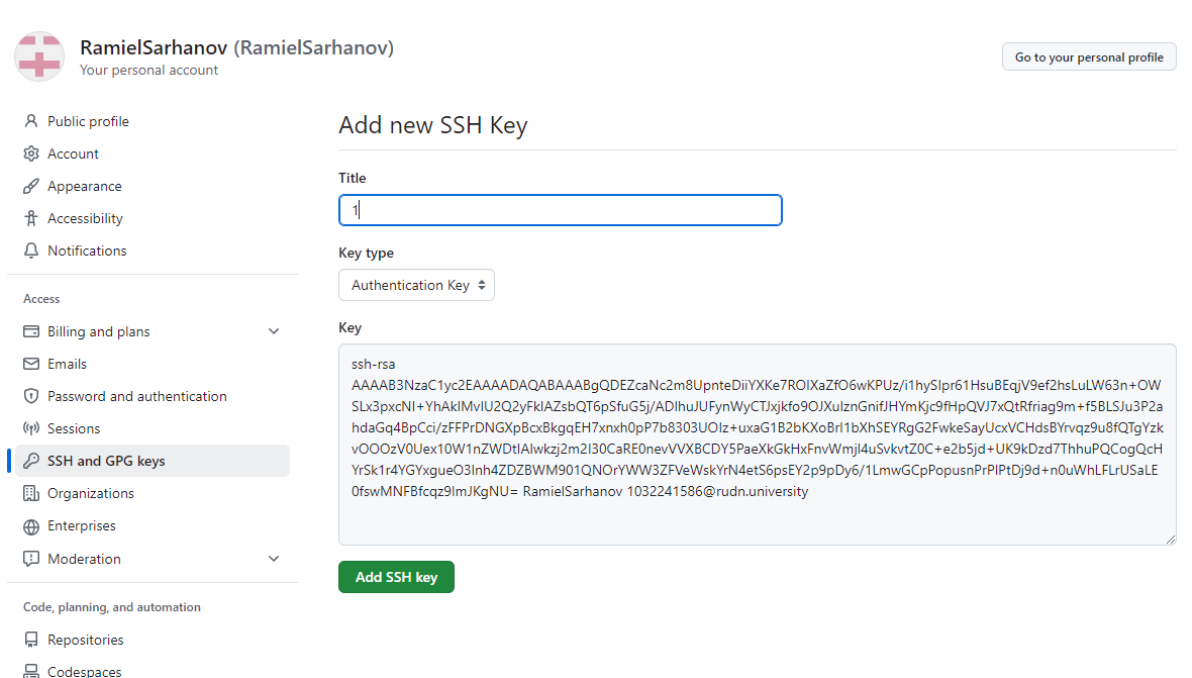 RamielSarhanov (RamielSarhanov)
Your personal account
Go to your personal profile
Public profile
Account
Appearance
Accessibility
Notifications
Access
Billing and plans
Emails
Password and authentication
Sessions
SSH and GPG keys
Organizations
Enterprises
Moderation
Code, planning, and automation
Repositories
Codespaces
Add new SSH Key
Title
1
Key type
Authentication Key
Key
ssh-rsa
AAAAB3NzaC1yc2EAAAADAQABAAABgQDEZcaNc2m8UpnteDiiYXKe7ROIXaZfO6wKPUz/i1hySIpr61HsuBEqjV9ef2hsLuLW63n+OW
SLx3pxcNI+YhAklMvlU2Q2yFkIAZsbQT6pSfuG5j/ADlhuJUFynWyCTJxjkfo9OJXulznGnifJHYmKjc9fHpQVJ7xQtRfriag9m+f5BLSJu3P2a
hdaGq4BpCci/zFFPrDNGXpBcxBkgqEH7xnxh0pP7b8303UOIz+uxaG1B2bKXoBrl1bXhSEYRgG2FwkeSayUcxVCHdsBYrvqz9u8fQTgYzk
vOOOzV0Uex10W1nZWDtIAlwkzj2m2I30CaRE0nevVVXBCDY5PaeXkGkHxFnvWmjl4uSvkvtZ0C+e2b5jd+UK9kDzd7ThhuPQCogQcH
YrSk1r4YGYxgueO3Inh4ZDZBWM901QNOrYWW3ZFVeWskYrN4etS6psEY2p9pDy6/1LmwGCpPopusnPrPIPtDj9d+n0uWhLFLrUSaLE
0fswMNFBfcqz9ImJKgNU= RamielSarhanov 1032241586@rudn.university
Add SSH key